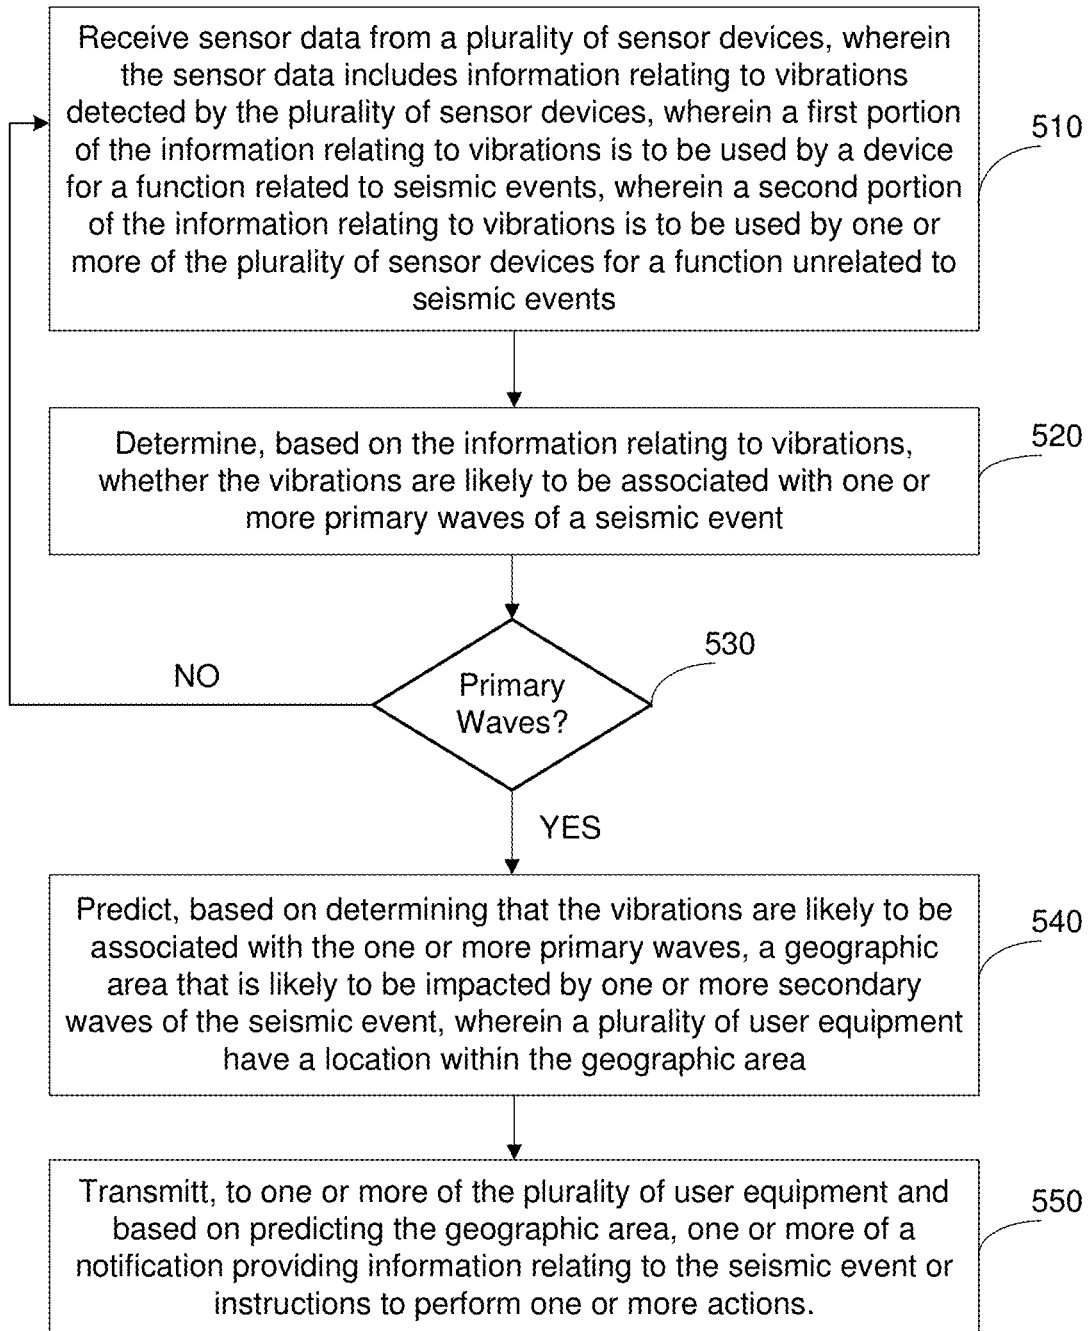 Receive sensor data from a plurality of sensor devices, wherein
the sensor data includes information relating to vibrations
detected by the plurality of sensor devices, wherein a first portion
of the information relating to vibrations is to be used by a device
for a function related to seismic events, wherein a second portion
of the information relating to vibrations is to be used by one or
more of the plurality of sensor devices for a function unrelated to
seismic events
510
Determine, based on the information relating to vibrations,
whether the vibrations are likely to be associated with one or
more primary waves of a seismic event
520
Primary
Waves?
530
NO
YES
Predict, based on determining that the vibrations are likely to be
associated with the one or more primary waves, a geographic
area that is likely to be impacted by one or more secondary
waves of the seismic event, wherein a plurality of user equipment
have a location within the geographic area
540
Transmitt, to one or more of the plurality of user equipment and
based on predicting the geographic area, one or more of a
notification providing information relating to the seismic event or
instructions to perform one or more actions.
550